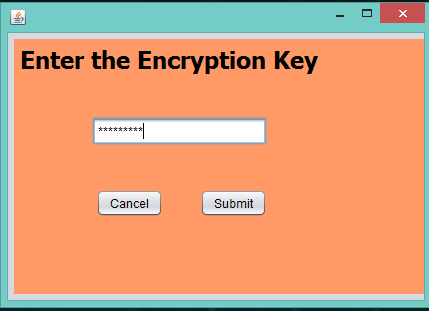 Enter the Encryption Key
*********
Cancel Submit